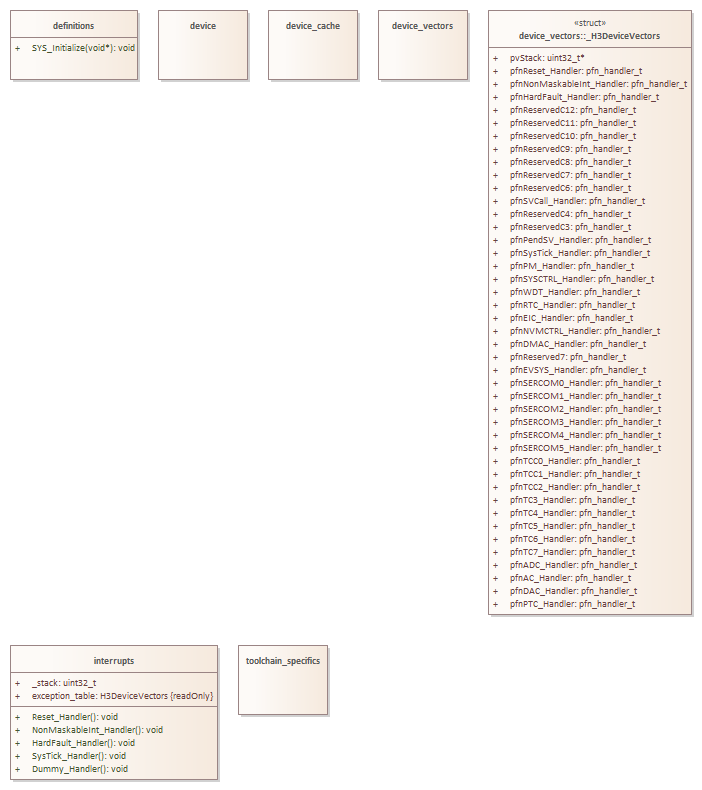 definitions
+ SYS_Initialize(void*): void
device
device_cache
device_vectors
«struct»
device_vectors::_H3DeviceVectors
+ pvStack: uint32_t*
+ pfnReset_Handler: pfn_handler_t
+ pfnNonMaskableInt_Handler: pfn_handler_t
+ pfnHardFault_Handler: pfn_handler_t
+ pfnReservedC12: pfn_handler_t
+ pfnReservedC11: pfn_handler_t
+ pfnReservedC10: pfn_handler_t
+ pfnReservedC9: pfn_handler_t
+ pfnReservedC8: pfn_handler_t
+ pfnReservedC7: pfn_handler_t
+ pfnReservedC6: pfn_handler_t
+ pfnSVCall_Handler: pfn_handler_t
+ pfnReservedC4: pfn_handler_t
+ pfnReservedC3: pfn_handler_t
+ pfnPendSV_Handler: pfn_handler_t
+ pfnSysTick_Handler: pfn_handler_t
+ pfnPM_Handler: pfn_handler_t
+ pfnSYSCTRL_Handler: pfn_handler_t
+ pfnWDT_Handler: pfn_handler_t
+ pfnRTC_Handler: pfn_handler_t
+ pfnEIC_Handler: pfn_handler_t
+ pfnNVMCTRL_Handler: pfn_handler_t
+ pfnDMAC_Handler: pfn_handler_t
+ pfnReserved7: pfn_handler_t
+ pfnEVSYS_Handler: pfn_handler_t
+ pfnSERCOM0_Handler: pfn_handler_t
+ pfnSERCOM1_Handler: pfn_handler_t
+ pfnSERCOM2_Handler: pfn_handler_t
+ pfnSERCOM3_Handler: pfn_handler_t
+ pfnSERCOM4_Handler: pfn_handler_t
+ pfnSERCOM5_Handler: pfn_handler_t
+ pfnTCC0_Handler: pfn_handler_t
+ pfnTCC1_Handler: pfn_handler_t
+ pfnTCC2_Handler: pfn_handler_t
+ pfnTC3_Handler: pfn_handler_t
+ pfnTC4_Handler: pfn_handler_t
+ pfnTC5_Handler: pfn_handler_t
+ pfnTC6_Handler: pfn_handler_t
+ pfnTC7_Handler: pfn_handler_t
+ pfnADC_Handler: pfn_handler_t
+ pfnAC_Handler: pfn_handler_t
+ pfnDAC_Handler: pfn_handler_t
+ pfnPTC_Handler: pfn_handler_t
interrupts
+ _stack: uint32_t
+ exception_table: H3DeviceVectors {readOnly}
+ Reset_Handler(): void
+ NonMaskableInt_Handler(): void
+ HardFault_Handler(): void
+ SysTick_Handler(): void
+ Dummy_Handler(): void
toolchain_specifics